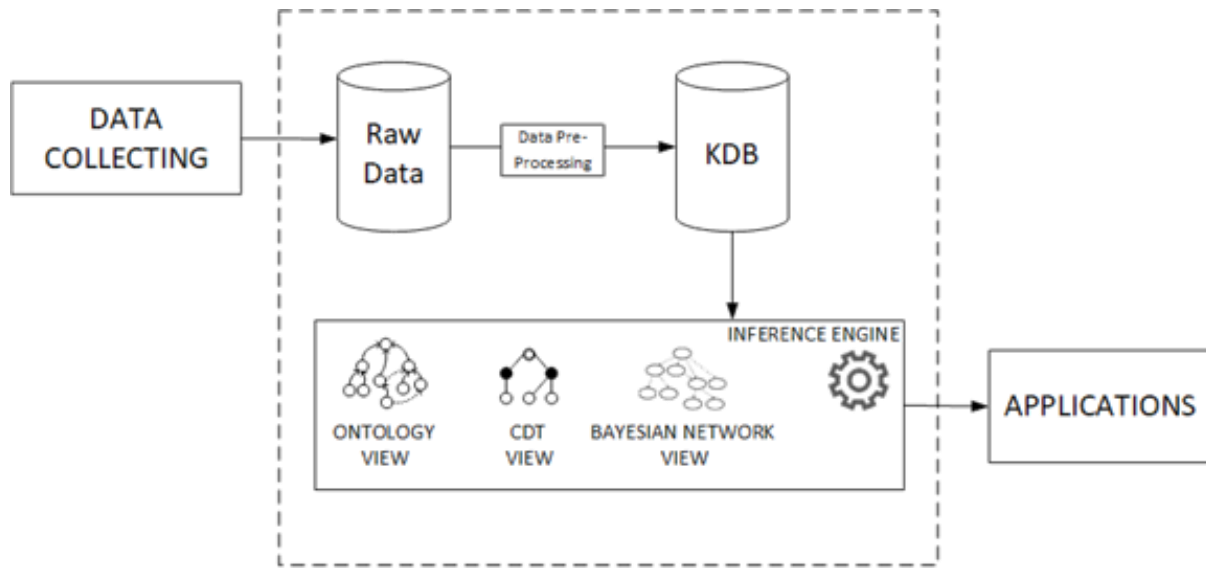 DATA
COLLECTING
Raw
Data
Data Pre-
Processing
KDB
INFERENCE ENGINE
ONTOLOGY
VIEW
CDT
VIEW
BAYESIAN NETWORK
VIEW
APPLICATIONS